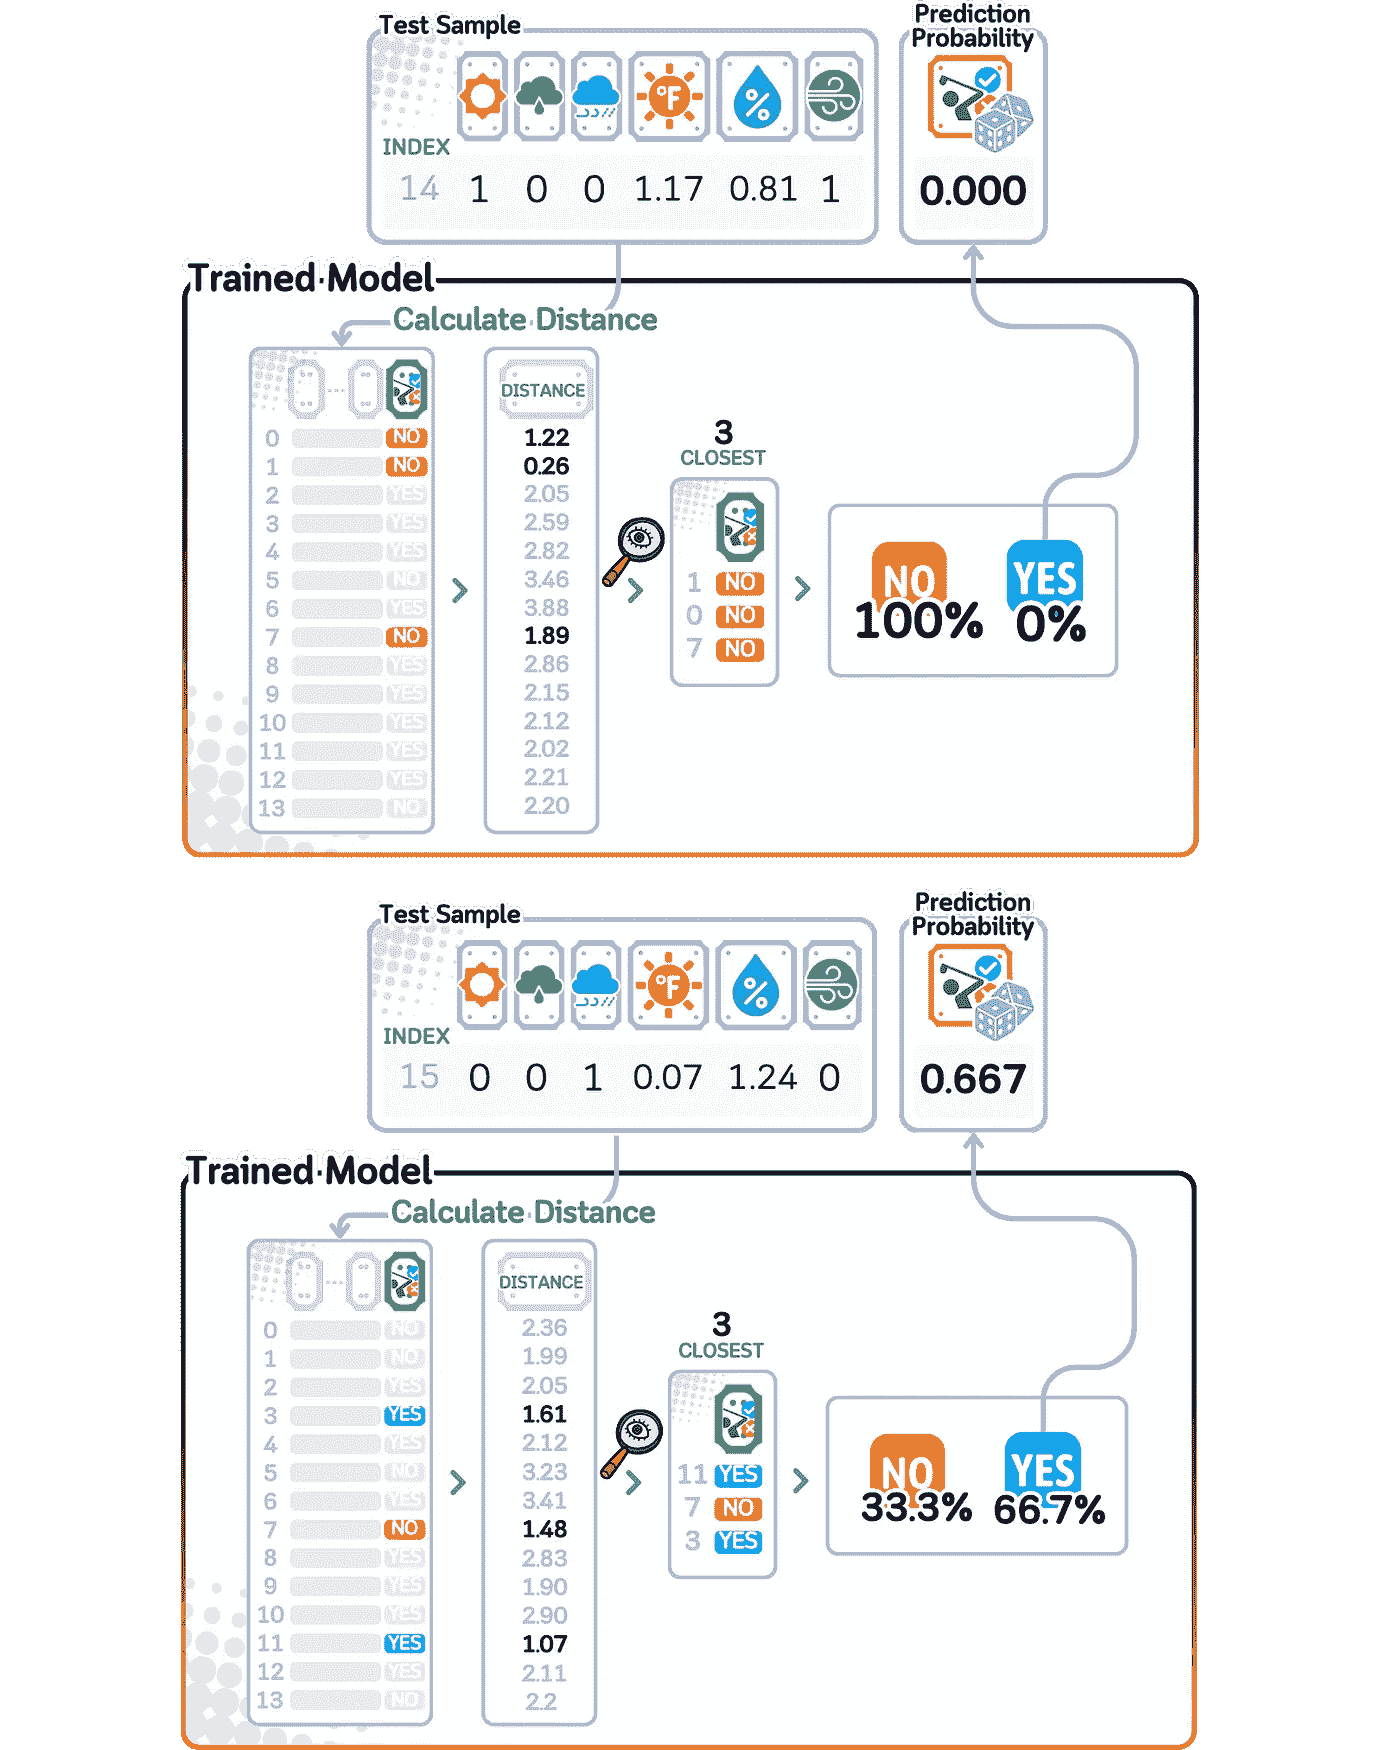 Test Sample
Prediction
Probability
°F
%
INDEX
14 1 0 0 1.17 0.81 1
0.000
Trained Model
Calculate Distance
DISTANCE
0 NO 1.22
1 NO 0.26
2 YES 2.05
3 YES 2.59
4 YES 2.82
5 NO 3.46
6 YES 3.88
7 NO 1.89
8 YES 2.86
9 YES 2.15
10 YES 2.12
11 YES 2.02
12 YES 2.21
13 NO 2.20
3
CLOSEST
1 NO
0 NO
7 NO
NO YES
100% 0%
Test Sample
Prediction
Probability
°F
%
INDEX
15 0 0 1 0.07 1.24 0
0.667
Trained Model
Calculate Distance
DISTANCE
0 NO 2.36
1 NO 1.99
2 YES 2.05
3 YES 1.61
4 YES 2.12
5 NO 3.23
6 YES 3.41
7 NO 1.48
8 YES 2.83
9 YES 1.90
10 YES 2.90
11 YES 1.07
12 YES 2.11
13 NO 2.2
3
CLOSEST
11 YES
7 NO
3 YES
NO YES
33.3% 66.7%